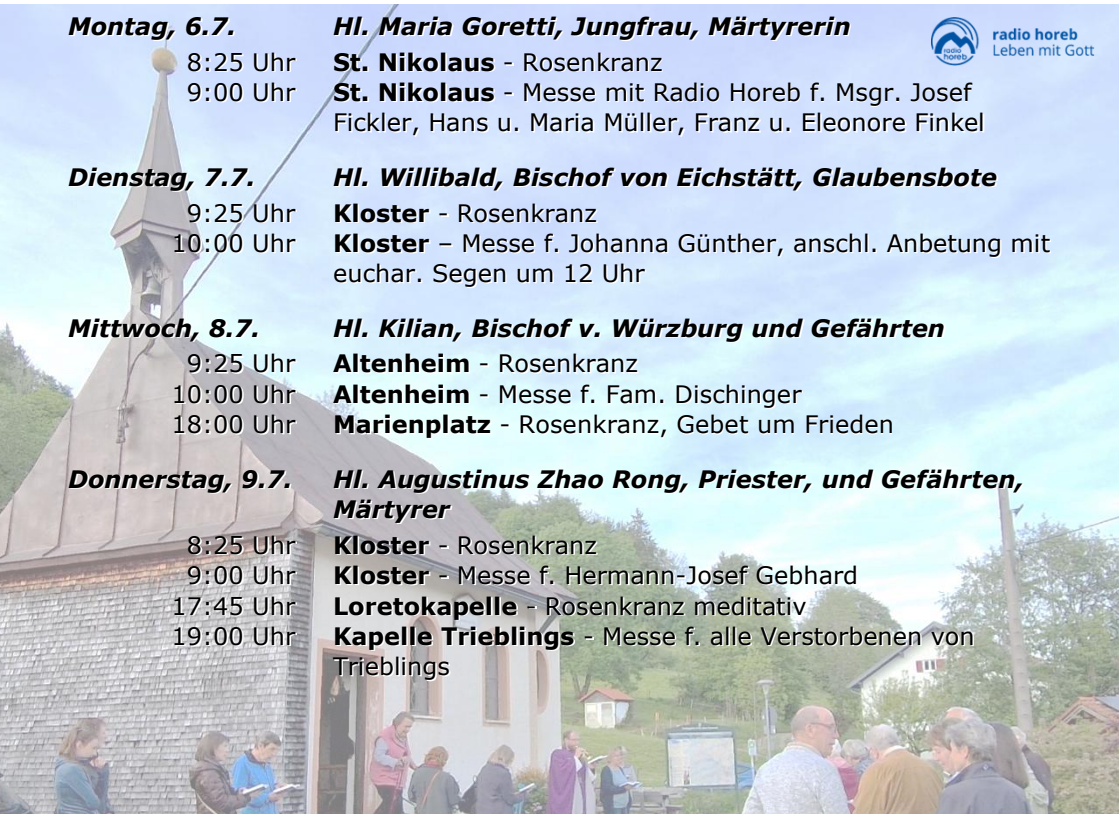 Montag, 6.7. Hl. Maria Goretti, Jungfrau, Märtyrerin
radio horeb
Leben mit Gott
radio
horeb
8:25 Uhr St. Nikolaus - Rosenkranz
9:00 Uhr St. Nikolaus - Messe mit Radio Horeb f. Msgr. Josef
Fickler, Hans u. Maria Müller, Franz u. Eleonore Finkel
Dienstag, 7.7. Hl. Willibald, Bischof von Eichstätt, Glaubensbote
9:25 Uhr Kloster - Rosenkranz
10:00 Uhr Kloster – Messe f. Johanna Günther, anschl. Anbetung mit
euchar. Segen um 12 Uhr
Mittwoch, 8.7. Hl. Kilian, Bischof v. Würzburg und Gefährten
9:25 Uhr Altenheim - Rosenkranz
10:00 Uhr Altenheim - Messe f. Fam. Dischinger
18:00 Uhr Marienplatz - Rosenkranz, Gebet um Frieden
Donnerstag, 9.7. Hl. Augustinus Zhao Rong, Priester, und Gefährten,
Märtyrer
8:25 Uhr Kloster - Rosenkranz
9:00 Uhr Kloster - Messe f. Hermann-Josef Gebhard
17:45 Uhr Loretokapelle - Rosenkranz meditativ
19:00 Uhr Kapelle Trieblings - Messe f. alle Verstorbenen von
Trieblings